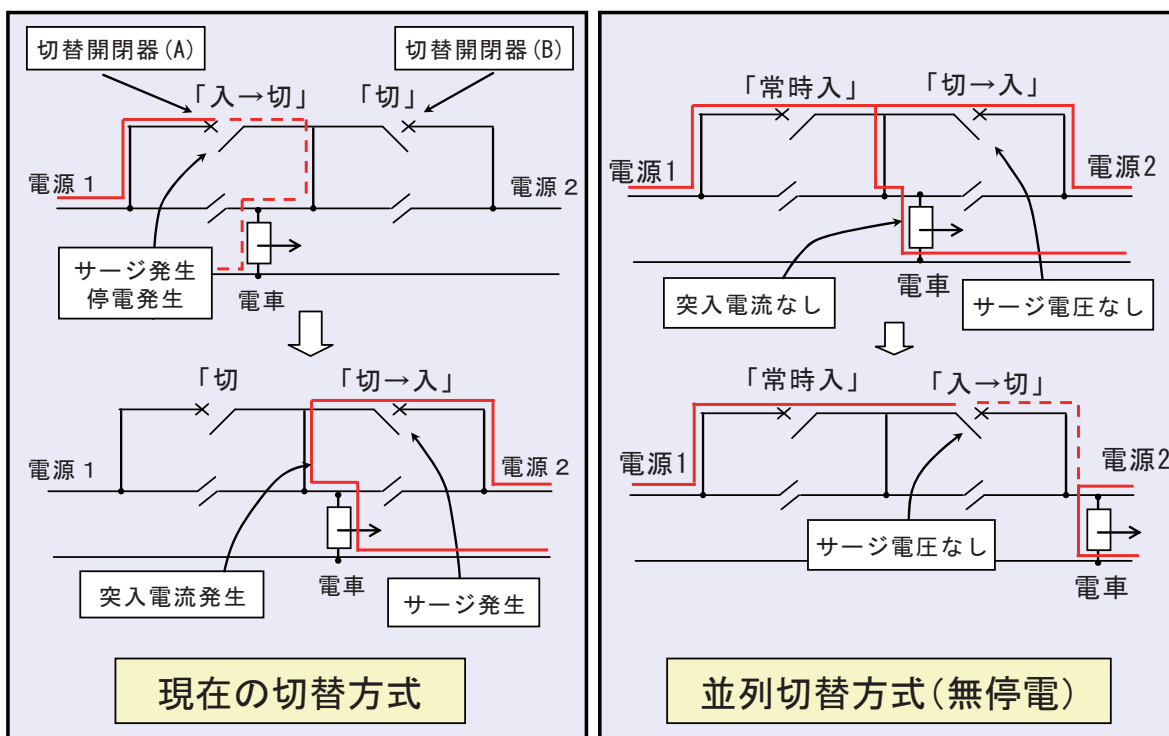 切替開閉器(A)
切替開閉器(B)
「入→切」
「切」
電源1
電源2
サージ発生
停電発生
電車
「切
「切→入」
電源1
電源2
突入電流発生
電車
サージ発生
現在の切替方式
「常時入」
「切→入」
電源1
電源2
突入電流なし
電車
サージ電圧なし
「常時入」
「入→切」
電源1
電源2
サージ電圧なし
電車
並列切替方式(無停電)